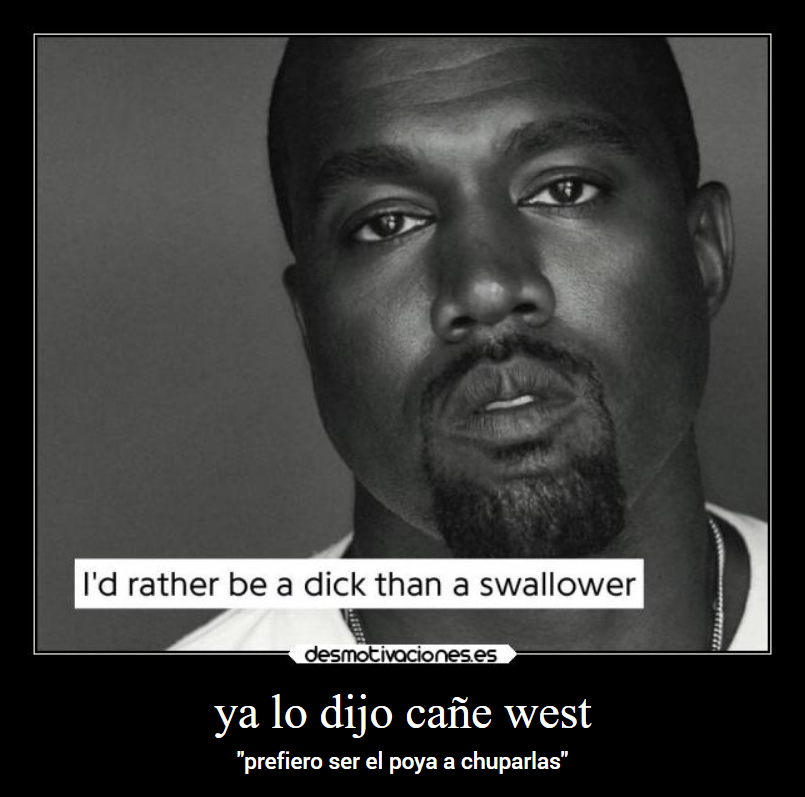 I'd rather be a dick than a swallower
desmotivaciones.es
ya lo dijo cañe west
"prefiero ser el poya a chuparlas"